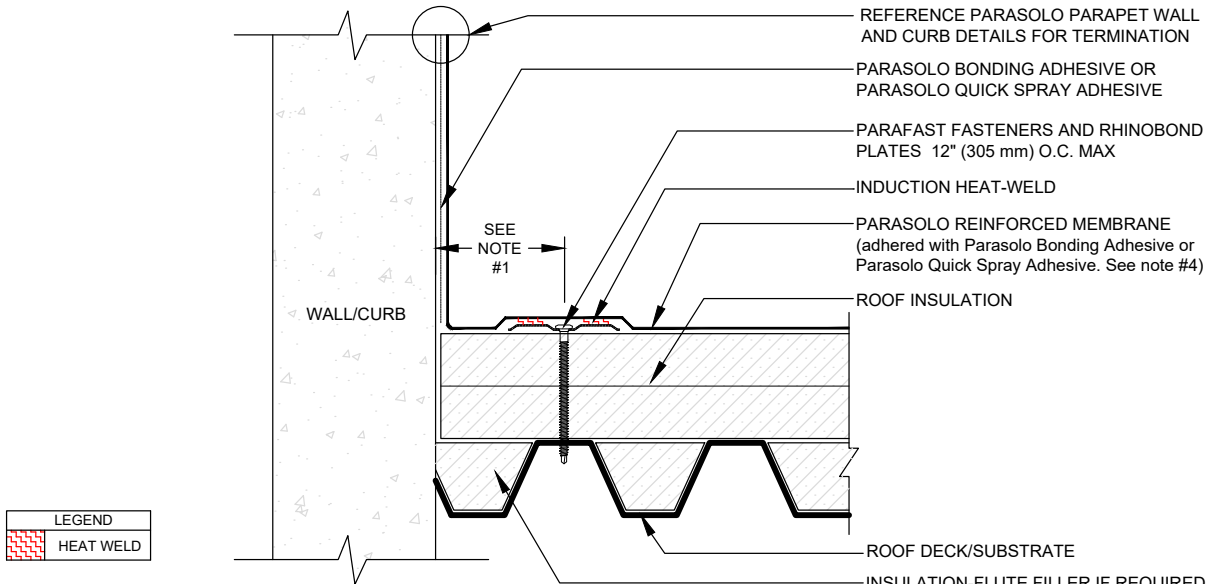 REFERENCE PARASOLO PARAPET WALL
AND CURB DETAILS FOR TERMINATION
PARASOLO BONDING ADHESIVE OR
PARASOLO QUICK SPRAY ADHESIVE
PARAFAST FASTENERS AND RHINOBOND
PLATES 12" (305 mm) O.C. MAX
INDUCTION HEAT-WELD
PARASOLO REINFORCED MEMBRANE
(adhered with Parasolo Bonding Adhesive or
Parasolo Quick Spray Adhesive. See note #4)
SEE
NOTE
#1
ROOF INSULATION
WALL/CURB
LEGEND
HEAT WELD
ROOF DECK/SUBSTRATE
INSULATION FLUTE FILLER IF REQUIRED